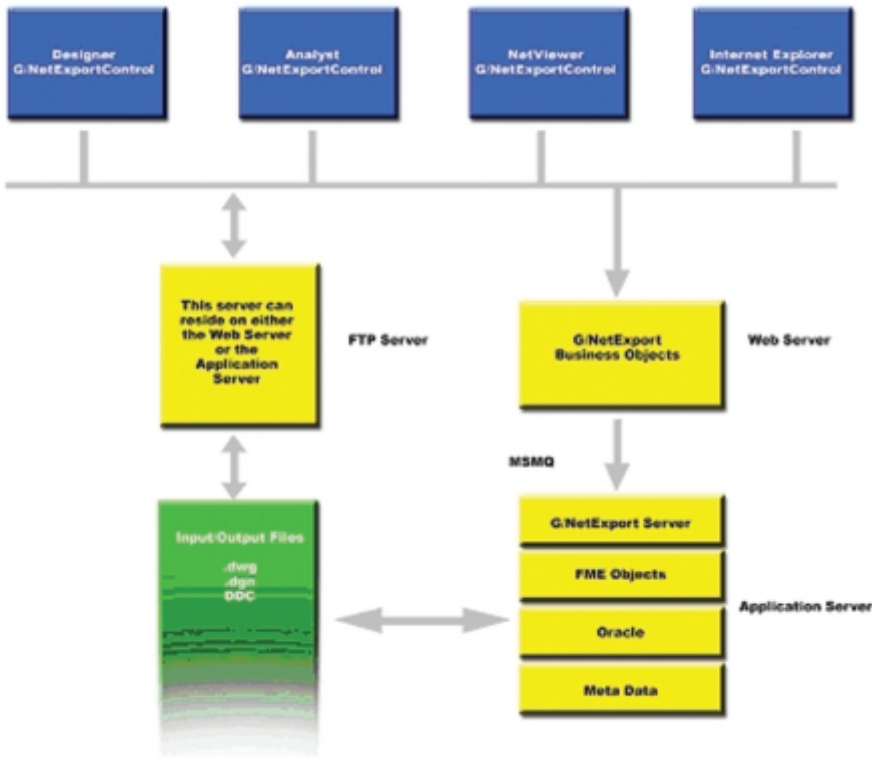 Designer
G/NetExportControl
Analyst
G/NetExportControl
NetViewer
G/NetExportControl
Internet Explorer
G/NetExportControl
This server can
reside on either
the Web Server
or the
Application
Server
FTP Server
G/NetExport
Business Objects
Web Server
MSMQ
Input/Output Files
.dwg
.dgn
DDC
G/NetExport Server
FME Objects
Oracle
Meta Data
Application Server